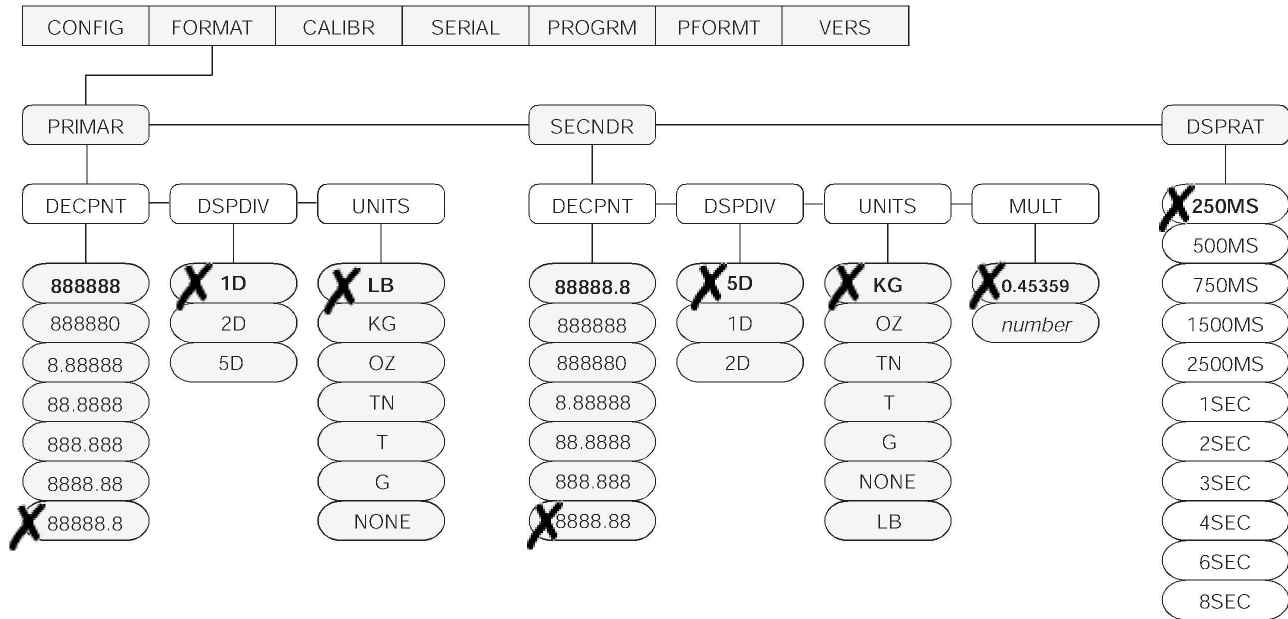 CONFIG FORMAT CALIBR SERIAL PROGRM PFORMT VERS
PRIMAR SECNDR DSPRAT
DECPNT DSPDIV UNITS DECPNT DSPDIV UNITS MULT 250MS
500MS
888888 1D LB 88888.8 5D KG 0.45359 750MS
888880 2D KG 888888 1D OZ number 1500MS
8.88888 5D OZ 888880 2D TN 2500MS
88.8888 TN 8.88888 T 1SEC
888.888 T 88.8888 G 2SEC
8888.88 G 888.888 NONE 3SEC
88888.8 NONE 8888.88 LB 4SEC
6SEC
8SEC